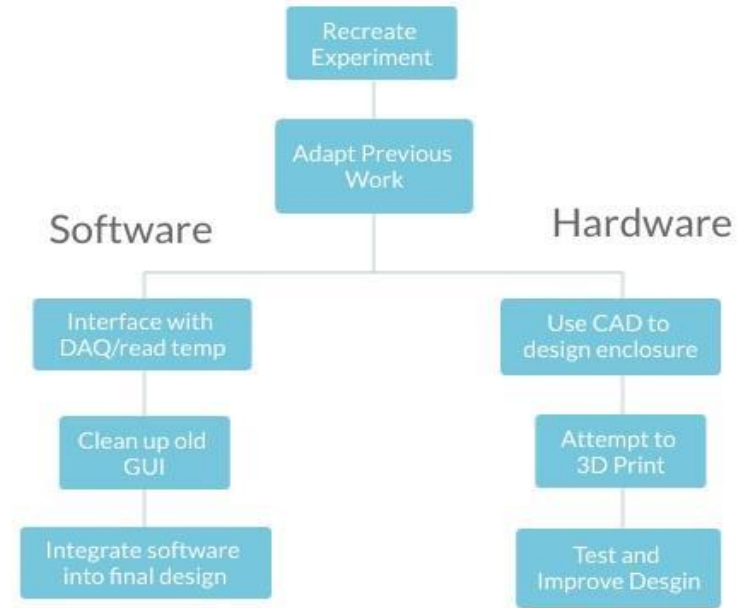 Recreate
Experiment
Adapt Previous
Work
Software
Hardware
Interface with
DAQ/read temp
Clean up old
GUI
Integrate software
into final design
Use CAD to
design enclosure
Attempt to
3D Print
Test and
Improve Desgin